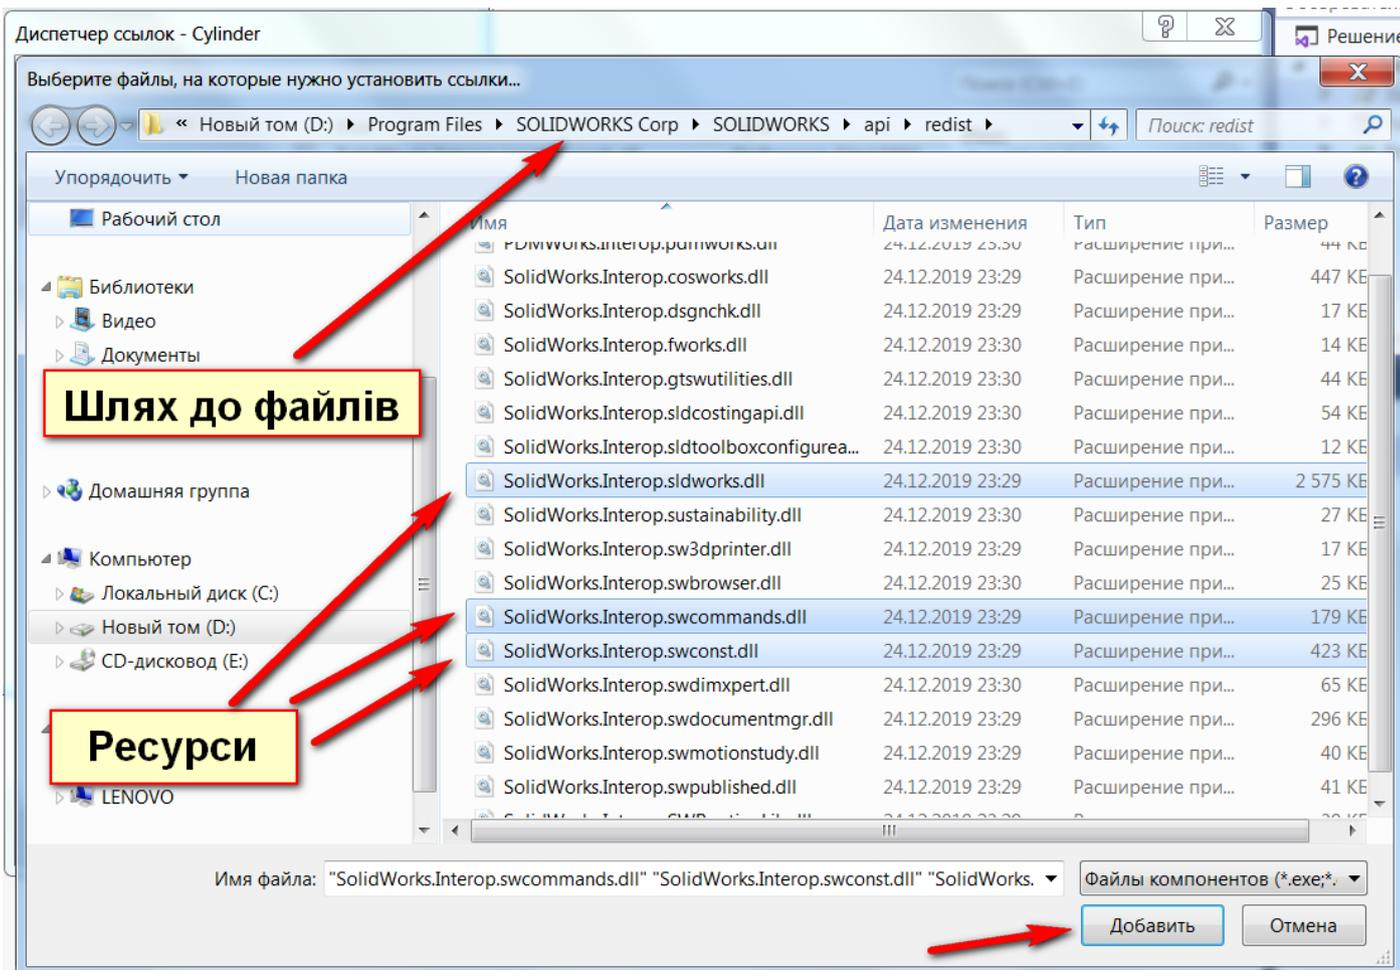 Диспетчер ссылок - Cylinder
Решение
Выберите файлы, на которые нужно установить ссылки...
« Новый том (D:) Program Files SOLIDWORKS Corp SOLIDWORKS api redist
Поиск: redist
Упорядочить Новая папка
Рабочий стол
Библиотеки
Видео
Документы
Шлях до файлів
Домашняя группа
Компьютер
Локальный диск (C:)
Новый том (D:)
CD-дисковод (E:)
Ресурси
LENOVO
Имя Дата изменения Тип Размер
PDMWorks.Interop.pdmworks.dll 24.12.2019 23:30 Расширение при... 44 КБ
SolidWorks.Interop.cosworks.dll 24.12.2019 23:29 Расширение при... 447 КБ
SolidWorks.Interop.dsgnchk.dll 24.12.2019 23:29 Расширение при... 17 КБ
SolidWorks.Interop.fworks.dll 24.12.2019 23:30 Расширение при... 14 КБ
SolidWorks.Interop.gtswutilities.dll 24.12.2019 23:30 Расширение при... 44 КБ
SolidWorks.Interop.sldcostingapi.dll 24.12.2019 23:30 Расширение при... 54 КБ
SolidWorks.Interop.sldtoolboxconfigurea... 24.12.2019 23:30 Расширение при... 12 КБ
SolidWorks.Interop.sldworks.dll 24.12.2019 23:29 Расширение при... 2 575 КБ
SolidWorks.Interop.sustainability.dll 24.12.2019 23:30 Расширение при... 27 КБ
SolidWorks.Interop.sw3dprinter.dll 24.12.2019 23:29 Расширение при... 17 КБ
SolidWorks.Interop.swbrowser.dll 24.12.2019 23:30 Расширение при... 25 КБ
SolidWorks.Interop.swcommands.dll 24.12.2019 23:29 Расширение при... 179 КБ
SolidWorks.Interop.swconst.dll 24.12.2019 23:29 Расширение при... 423 КБ
SolidWorks.Interop.swdimxpert.dll 24.12.2019 23:30 Расширение при... 65 КБ
SolidWorks.Interop.swdocumentmgr.dll 24.12.2019 23:29 Расширение при... 296 КБ
SolidWorks.Interop.swmotionstudy.dll 24.12.2019 23:29 Расширение при... 40 КБ
SolidWorks.Interop.swpublished.dll 24.12.2019 23:29 Расширение при... 41 КБ
Имя файла: "SolidWorks.Interop.swcommands.dll" "SolidWorks.Interop.swconst.dll" "SolidWorks. Файлы компонентов (*.exe;*.
Добавить Отмена